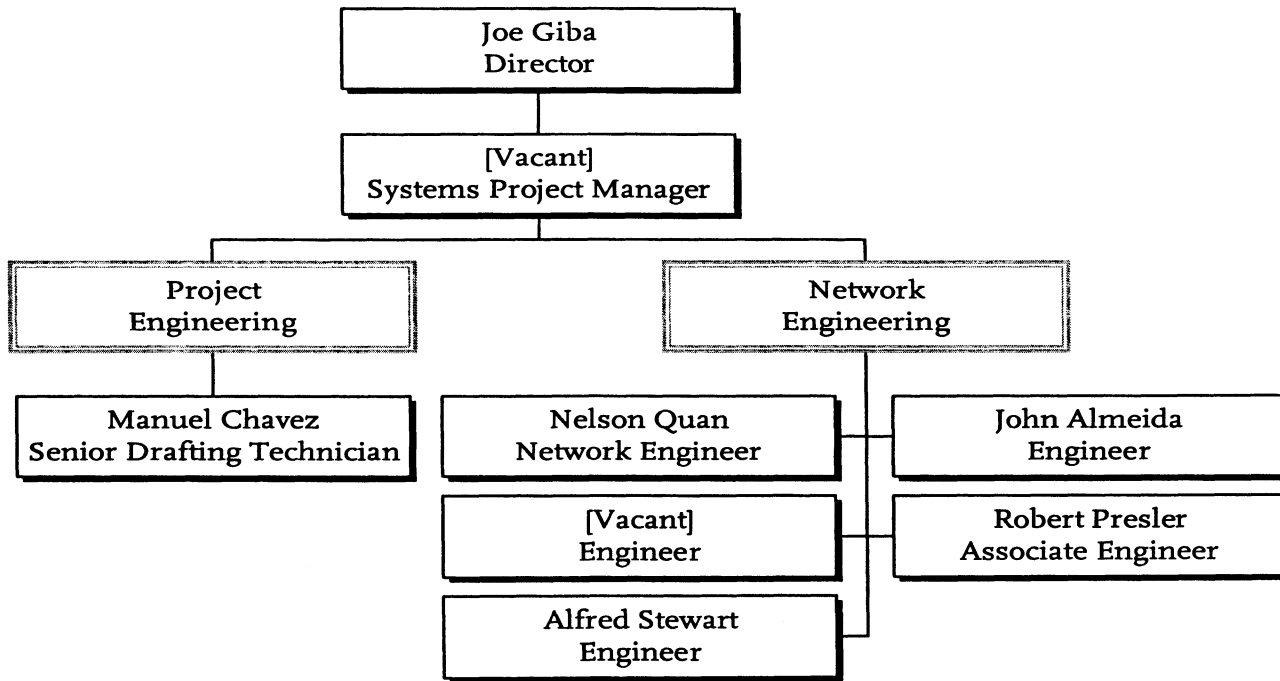 Joe Giba
Director
[Vacant]
Systems Project Manager
Project
Engineering
Network
Engineering
Manuel Chavez
Senior Drafting Technician
Nelson Quan
Network Engineer
John Almeida
Engineer
[Vacant]
Engineer
Robert Presler
Associate Engineer
Alfred Stewart
Engineer